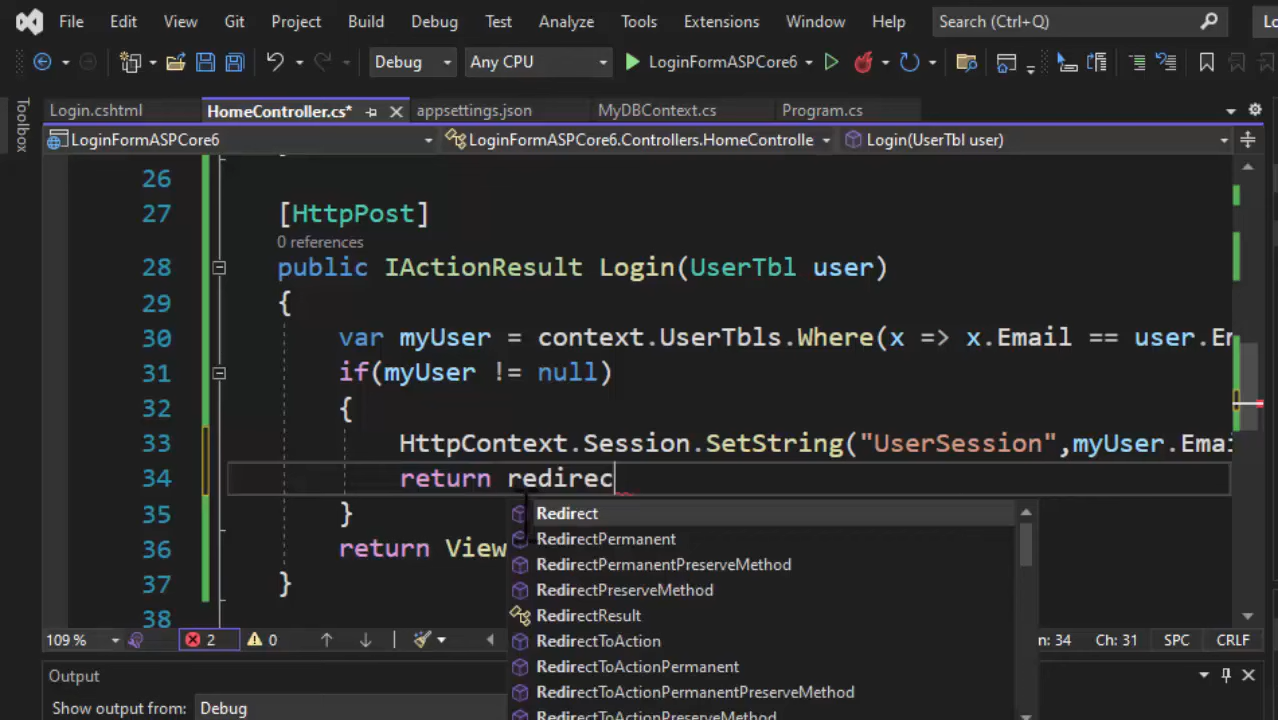 File Edit View Git Project Build Debug Test Analyze Tools Extensions Window Help Search (Ctrl+Q) Lo
Debug Any CPU LoginFormASPCore6
Toolbox
Login.cshtml HomeController.cs* appsettings.json MyDBContext.cs Program.cs
LoginFormASPCore6 LoginFormASPCore6.Controllers.HomeControlle Login(UserTbl user)
26
27 [HttpPost]
0 references
28 public IActionResult Login(UserTbl user)
29 {
30 var myUser = context.UserTbls.Where(x => x.Email == user.Em
31 if(myUser != null)
32 {
33 HttpContext.Session.SetString("UserSession",myUser.Emai
34 return redirec
Redirect
35 }
RedirectPermanent
36 return View
RedirectPermanentPreserveMethod
37 }
RedirectPreserveMethod
38
RedirectResult
RedirectToAction
RedirectToActionPermanent
RedirectToActionPermanentPreserveMethod
RedirectToActionPreserveMethod
109 % 2 0 n: 34 Ch: 31 SPC CRLF
Output
Show output from: Debug